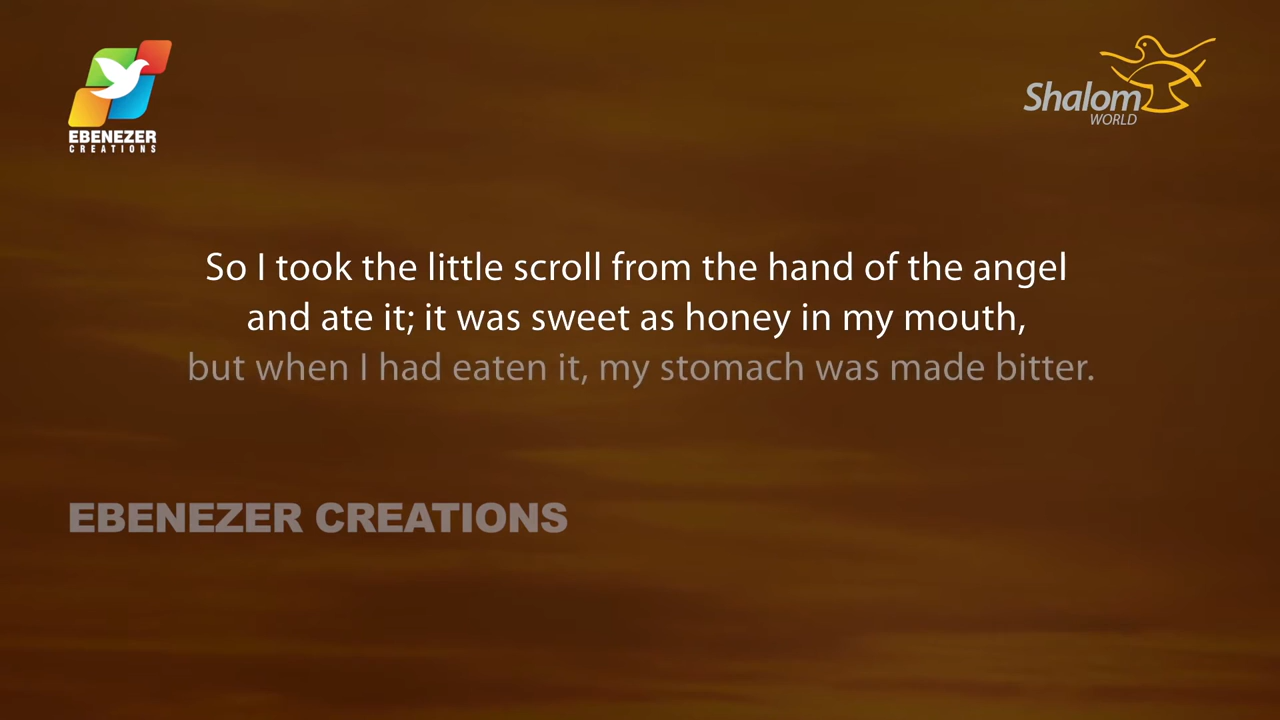 EBENEZER
CREATIONS
Shalom
WORLD
So I took the little scroll from the hand of the angel
and ate it; it was sweet as honey in my mouth,
but when I had eaten it, my stomach was made bitter.
EBENEZER CREATIONS